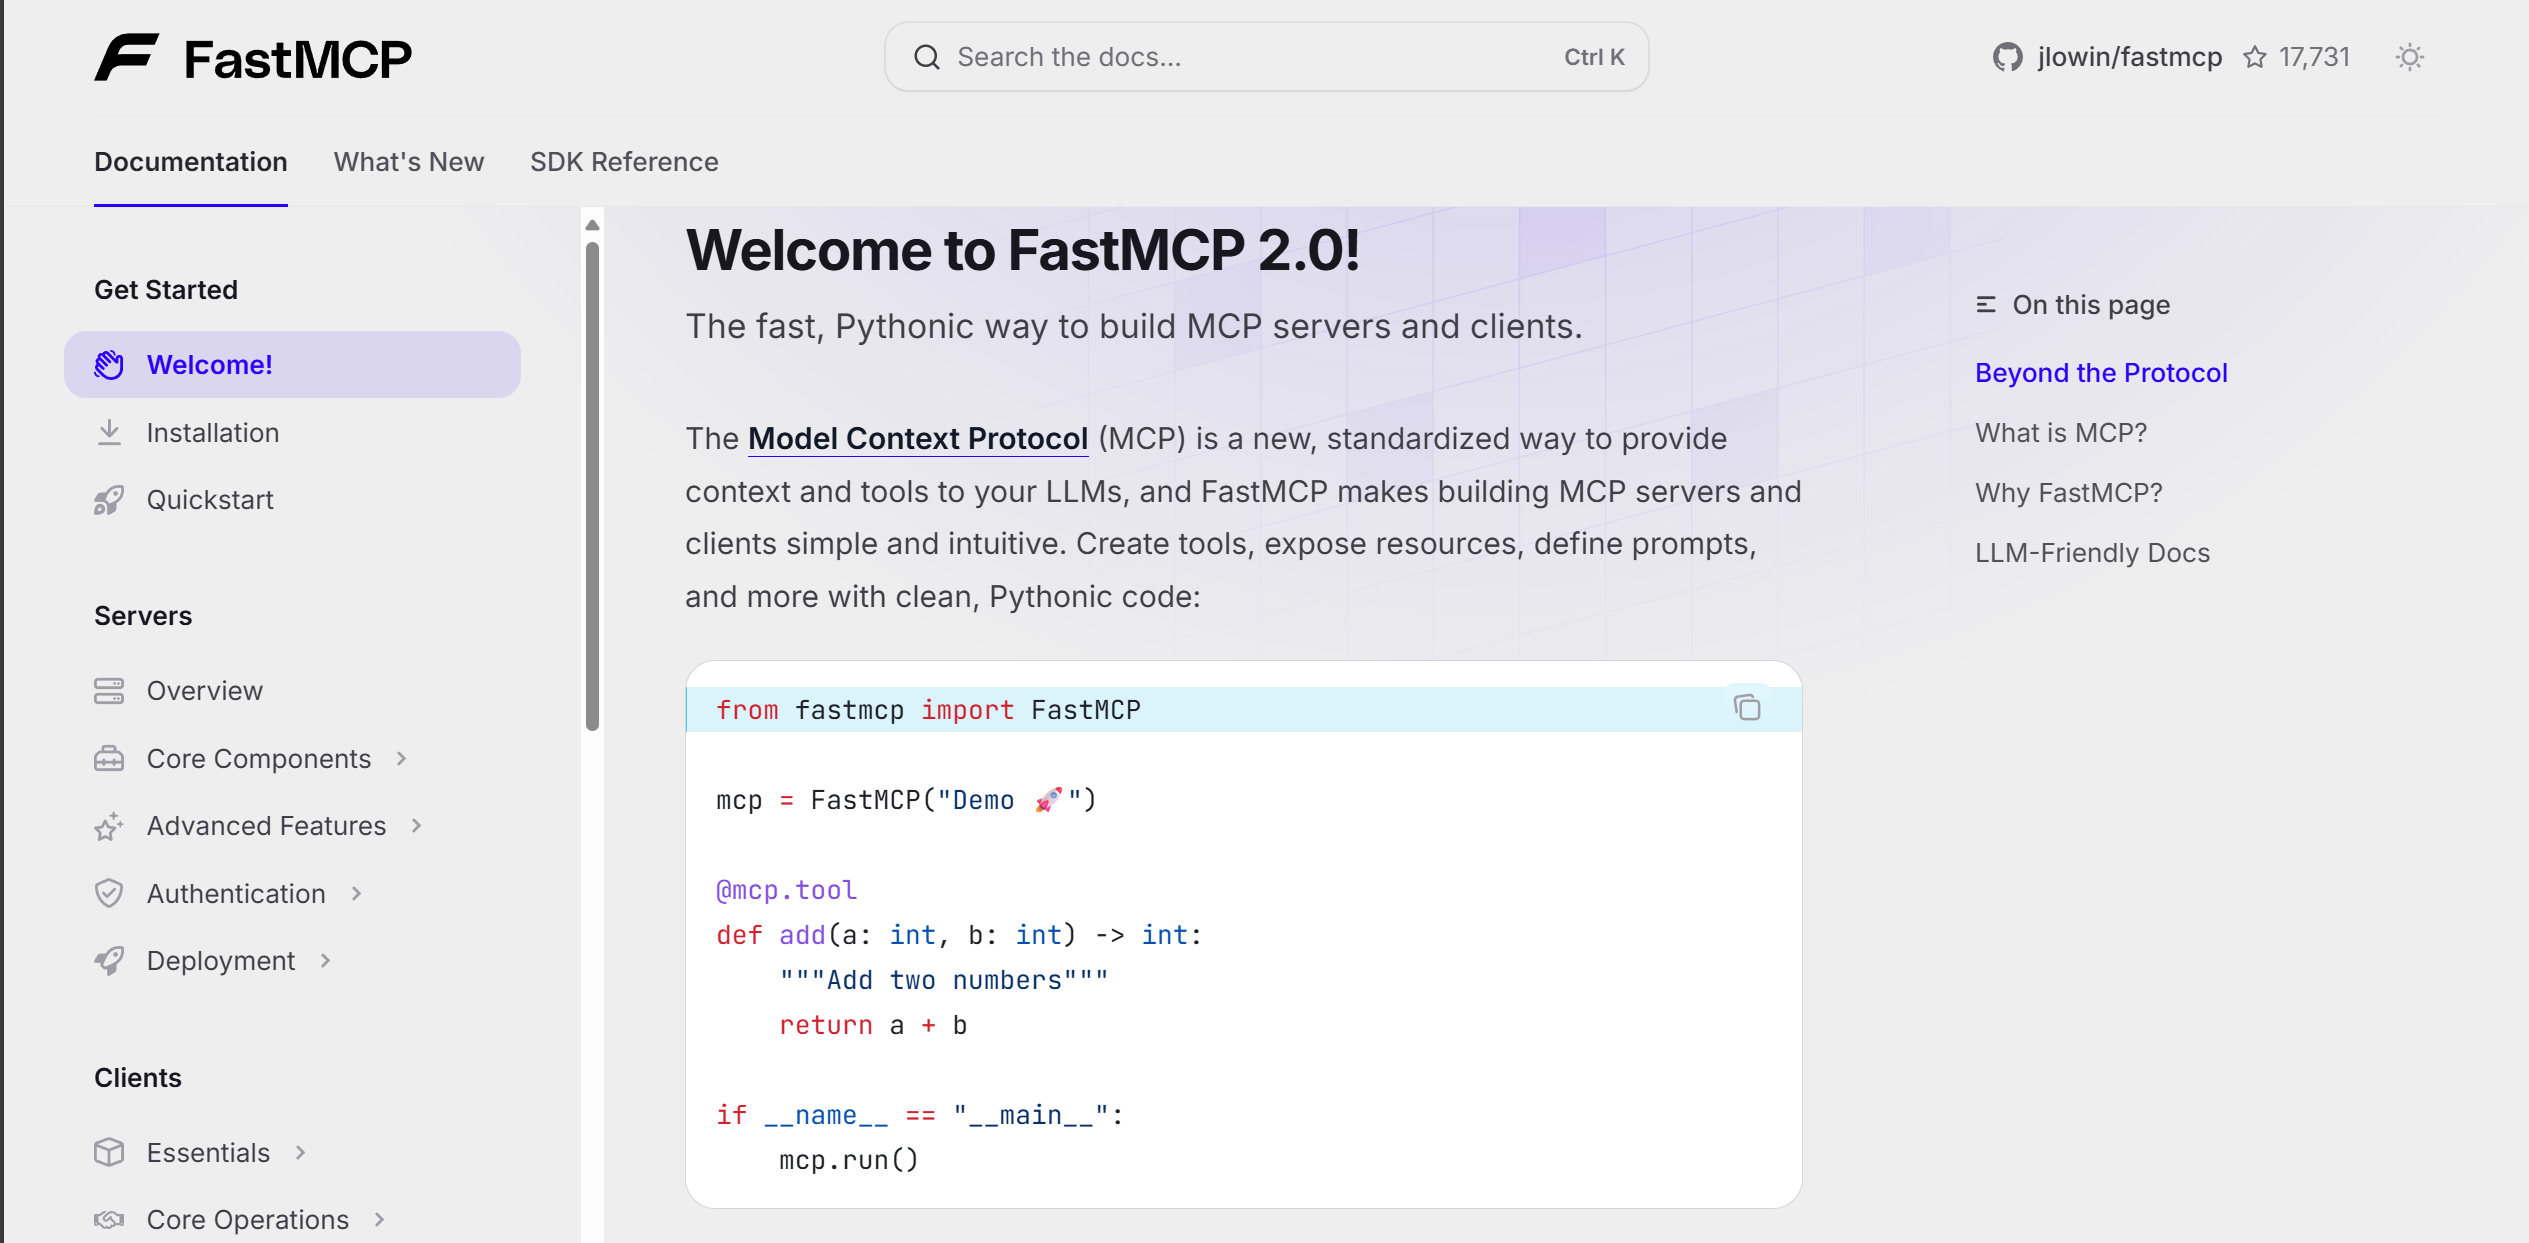 FastMCP
Search the docs...
Ctrl K
jlowin/fastmcp
17,731
Documentation
What's New
SDK Reference
Get Started
Welcome!
Installation
Quickstart
Servers
Overview
Core Components
Advanced Features
Authentication
Deployment
Clients
Essentials
Core Operations
Welcome to FastMCP 2.0!
The fast, Pythonic way to build MCP servers and clients.
The Model Context Protocol (MCP) is a new, standardized way to provide
context and tools to your LLMs, and FastMCP makes building MCP servers and
clients simple and intuitive. Create tools, expose resources, define prompts,
and more with clean, Pythonic code:
from fastmcp import FastMCP
mcp = FastMCP("Demo 🚀")
@mcp.tool
def add(a: int, b: int) -> int:
    """Add two numbers"""
    return a + b
if __name__ == "__main__":
    mcp.run()
On this page
Beyond the Protocol
What is MCP?
Why FastMCP?
LLM-Friendly Docs